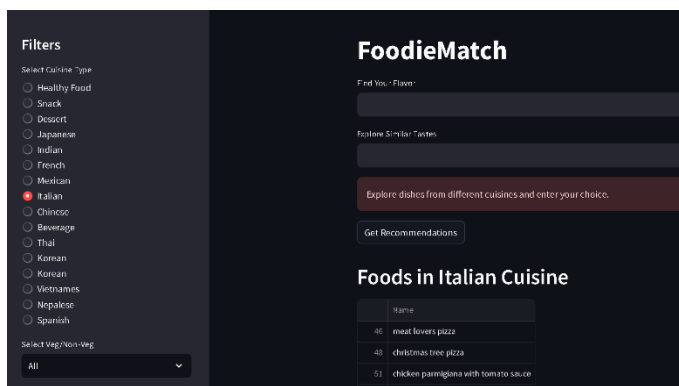 Filters
Select Cuisine Type
Healthy Food
Snack
Dessert
Japanese
Indian
French
Mexican
Italian
Chinese
Beverage
Thai
Korean
Korean
Vietnames
Nepalese
Spanish
Select Veg/Non-Veg
All
FoodieMatch
Find Your Flavor
Explore Similar Tastes
Explore dishes from different cuisines and enter your choice.
Get Recommendations
Foods in Italian Cuisine
Name
46 meat lovers pizza
48 christmas tree pizza
51 chicken parmigiana with tomato sauce